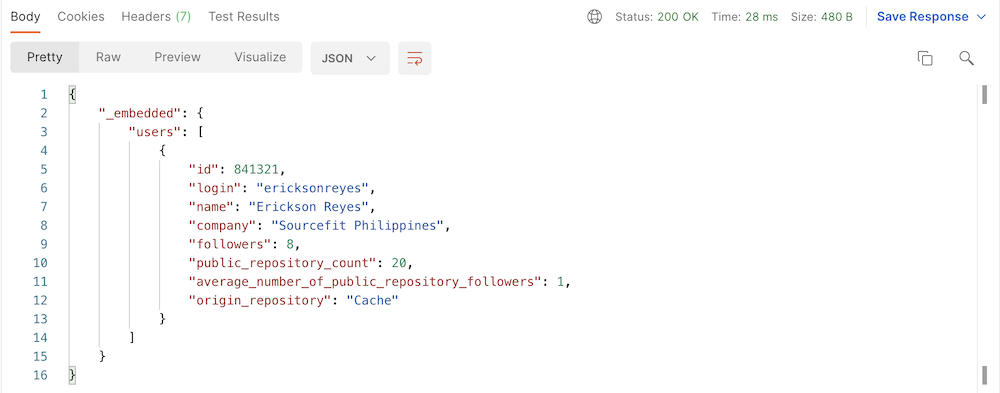 Body Cookies Headers (7) Test Results Status: 200 OK Time: 28 ms Size: 480 B Save Response
Pretty Raw Preview Visualize JSON
1 {
2 "_embedded": {
3 "users": [
4 {
5 "id": 841321,
6 "login": "ericksonreyes",
7 "name": "Erickson Reyes",
8 "company": "Sourcefit Philippines",
9 "followers": 8,
10 "public_repository_count": 20,
11 "average_number_of_public_repository_followers": 1,
12 "origin_repository": "Cache"
13 }
14 ]
15 }
16 }